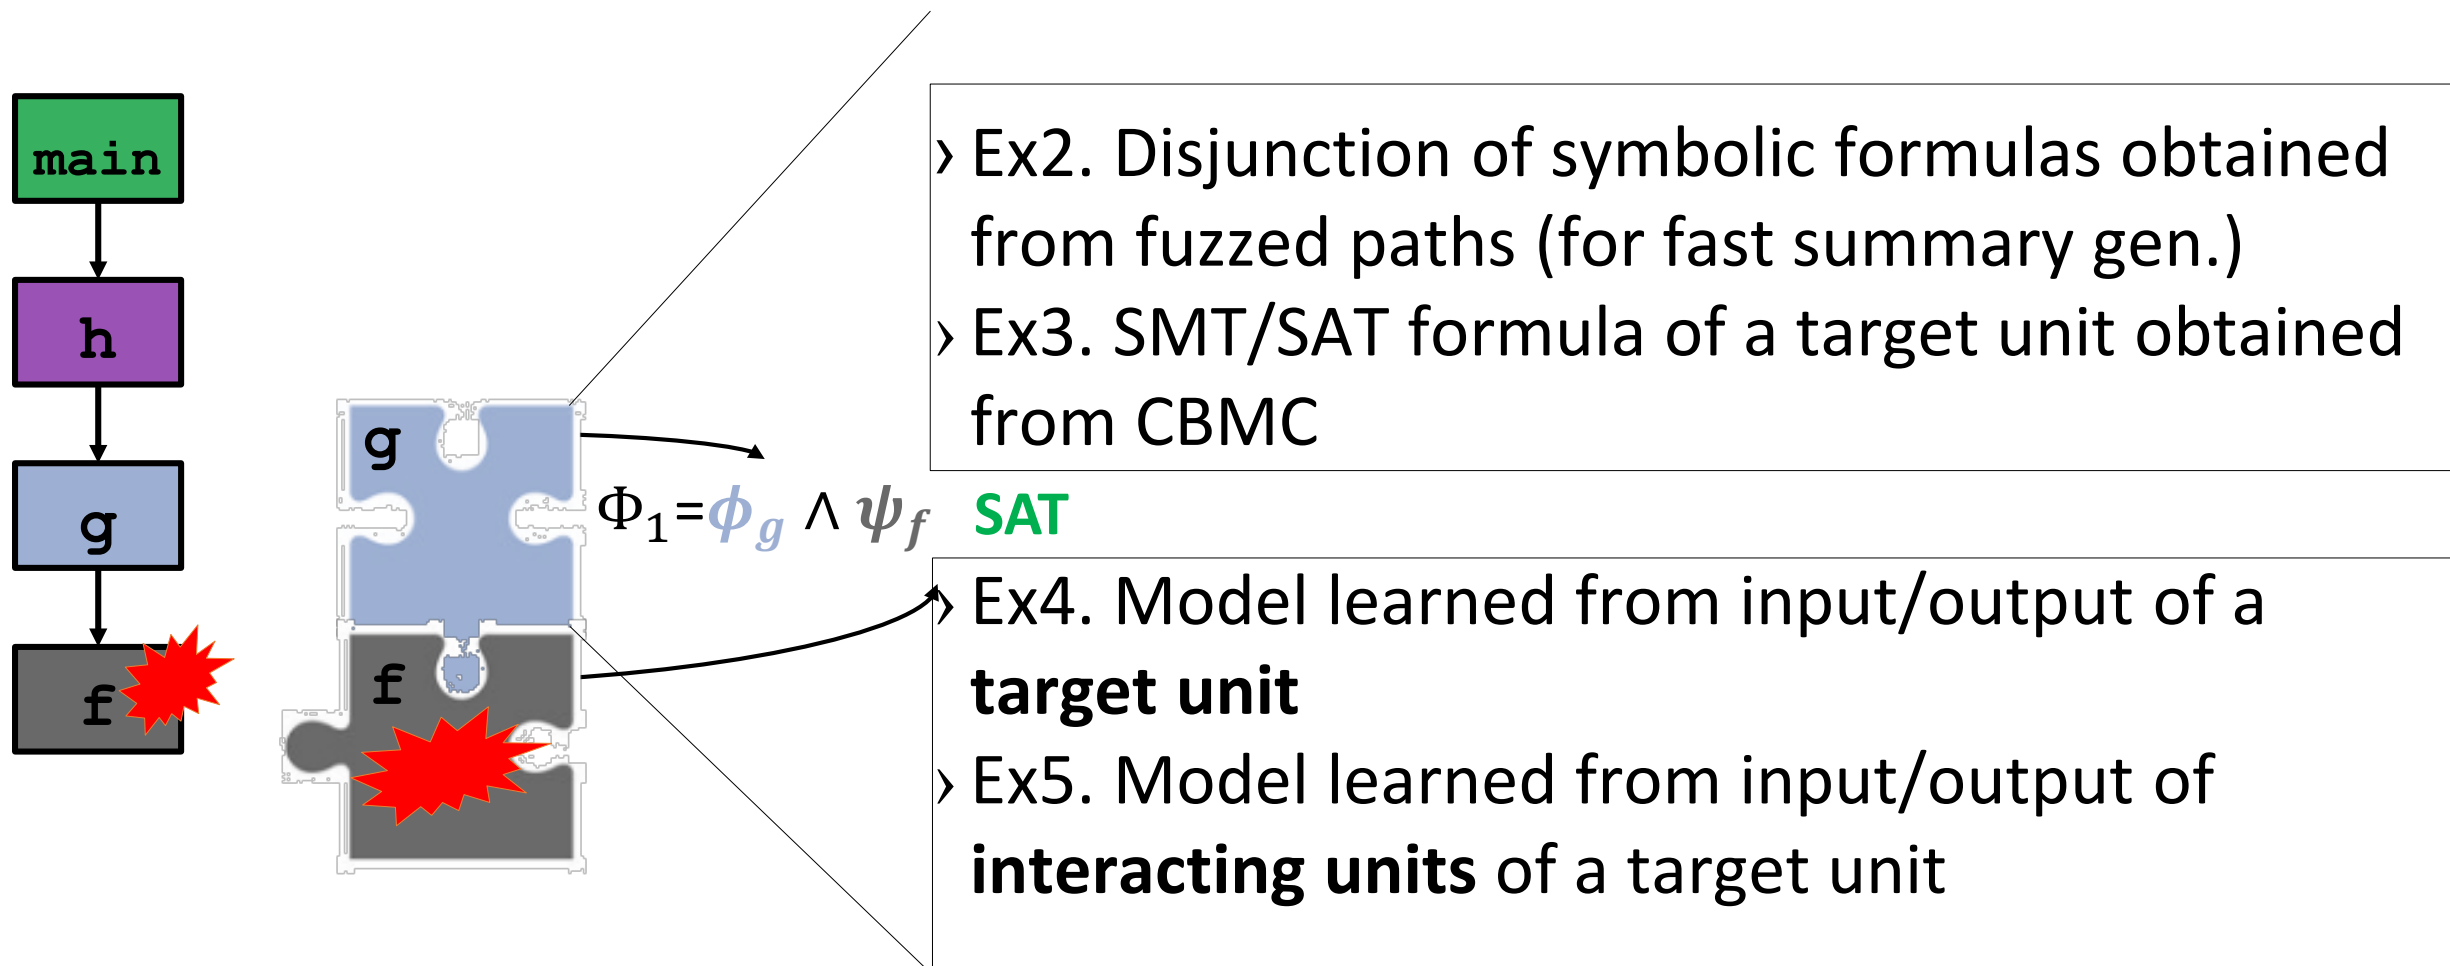 main
h
g
f
g
f
Φ₁=ϕ_g ∧ ψ_f SAT
› Ex2. Disjunction of symbolic formulas obtained
from fuzzed paths (for fast summary gen.)
› Ex3. SMT/SAT formula of a target unit obtained
from CBMC
› Ex4. Model learned from input/output of a
target unit
› Ex5. Model learned from input/output of
interacting units of a target unit